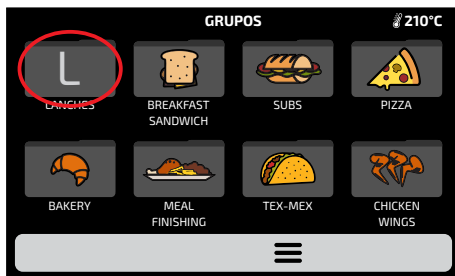 GRUPOS
210°C
L
LANCHES
BREAKFAST
SANDWICH
SUBS
PIZZA
BAKERY
MEAL
FINISHING
TEX-MEX
CHICKEN
WINGS